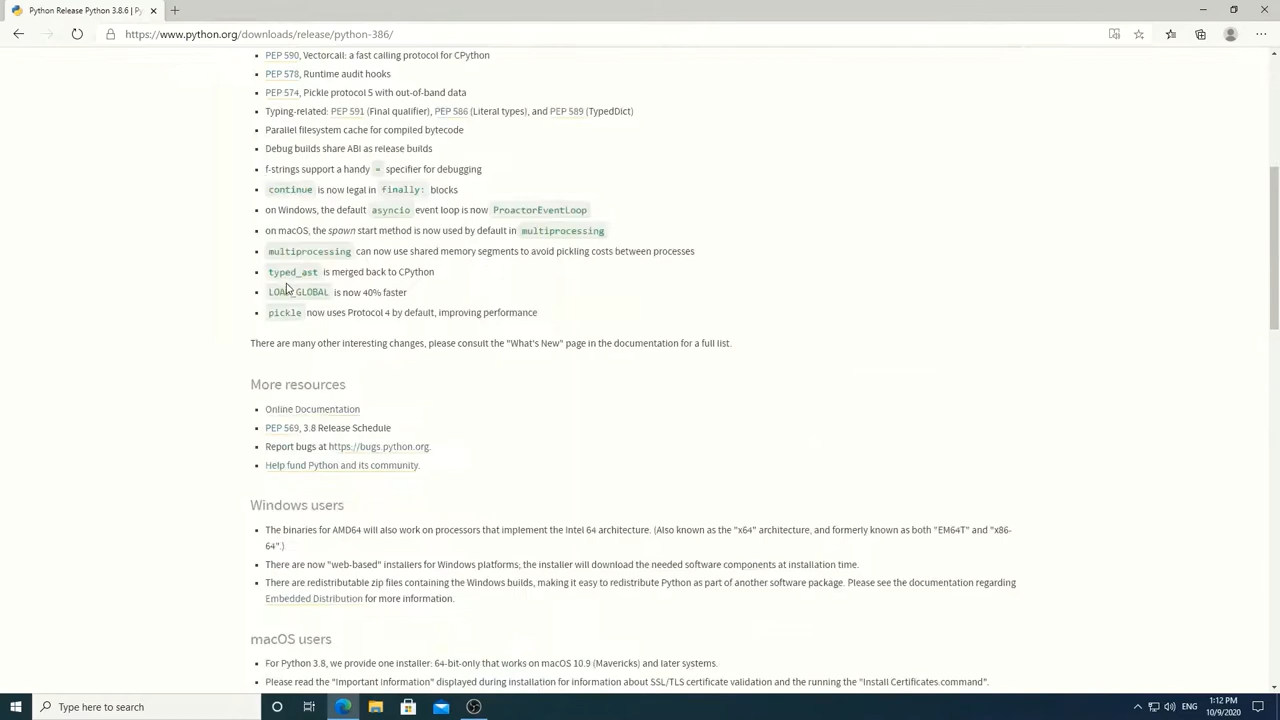 Python Release Python 3.8.6 | Py
https://www.python.org/downloads/release/python-386/
PEP 590, Vectorcall: a fast calling protocol for CPython
PEP 578, Runtime audit hooks
PEP 574, Pickle protocol 5 with out-of-band data
Typing-related: PEP 591 (Final qualifier), PEP 586 (Literal types), and PEP 589 (TypedDict)
Parallel filesystem cache for compiled bytecode
Debug builds share ABI as release builds
f-strings support a handy = specifier for debugging
continue is now legal in finally: blocks
on Windows, the default asyncio event loop is now ProactorEventLoop
on macOS, the spawn start method is now used by default in multiprocessing
multiprocessing can now use shared memory segments to avoid pickling costs between processes
typed_ast is merged back to CPython
LOAD_GLOBAL is now 40% faster
pickle now uses Protocol 4 by default, improving performance
There are many other interesting changes, please consult the "What's New" page in the documentation for a full list.
More resources
Online Documentation
PEP 569, 3.8 Release Schedule
Report bugs at https://bugs.python.org.
Help fund Python and its community.
Windows users
The binaries for AMD64 will also work on processors that implement the Intel 64 architecture. (Also known as the "x64" architecture, and formerly known as both "EM64T" and "x86-
64".)
There are now "web-based" installers for Windows platforms; the installer will download the needed software components at installation time.
There are redistributable zip files containing the Windows builds, making it easy to redistribute Python as part of another software package. Please see the documentation regarding
Embedded Distribution for more information.
macOS users
For Python 3.8, we provide one installer: 64-bit-only that works on macOS 10.9 (Mavericks) and later systems.
Please read the "Important Information" displayed during installation for information about SSL/TLS certificate validation and the running the "Install Certificates.command".
Type here to search
ENG
1:12 PM
10/9/2020